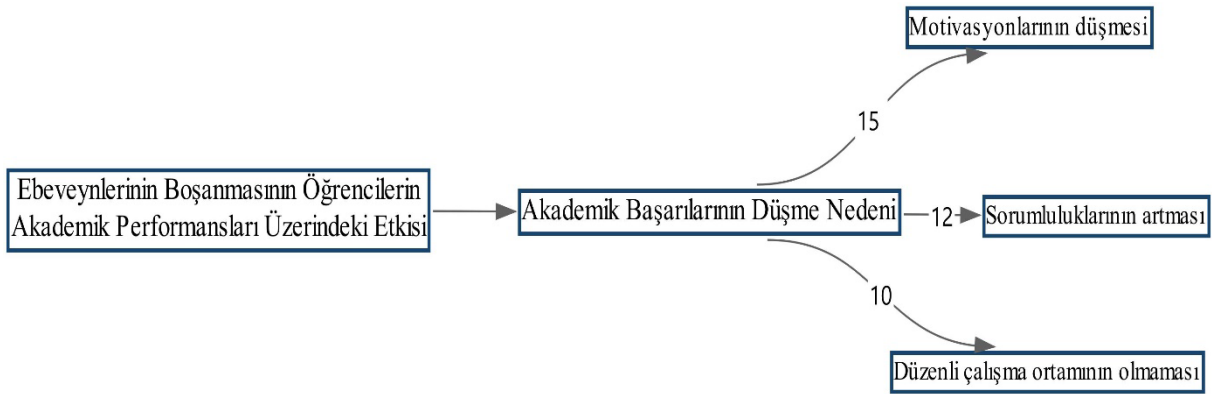 Motivasyonlarının düşmesi
15
Ebeveynlerinin Boşanmasının Öğrencilerin
Akademik Performansları Üzerindeki Etkisi
Akademik Başarılarının Düşme Nedeni
12
Sorumluluklarının artması
10
Düzenli çalışma ortamının olmaması